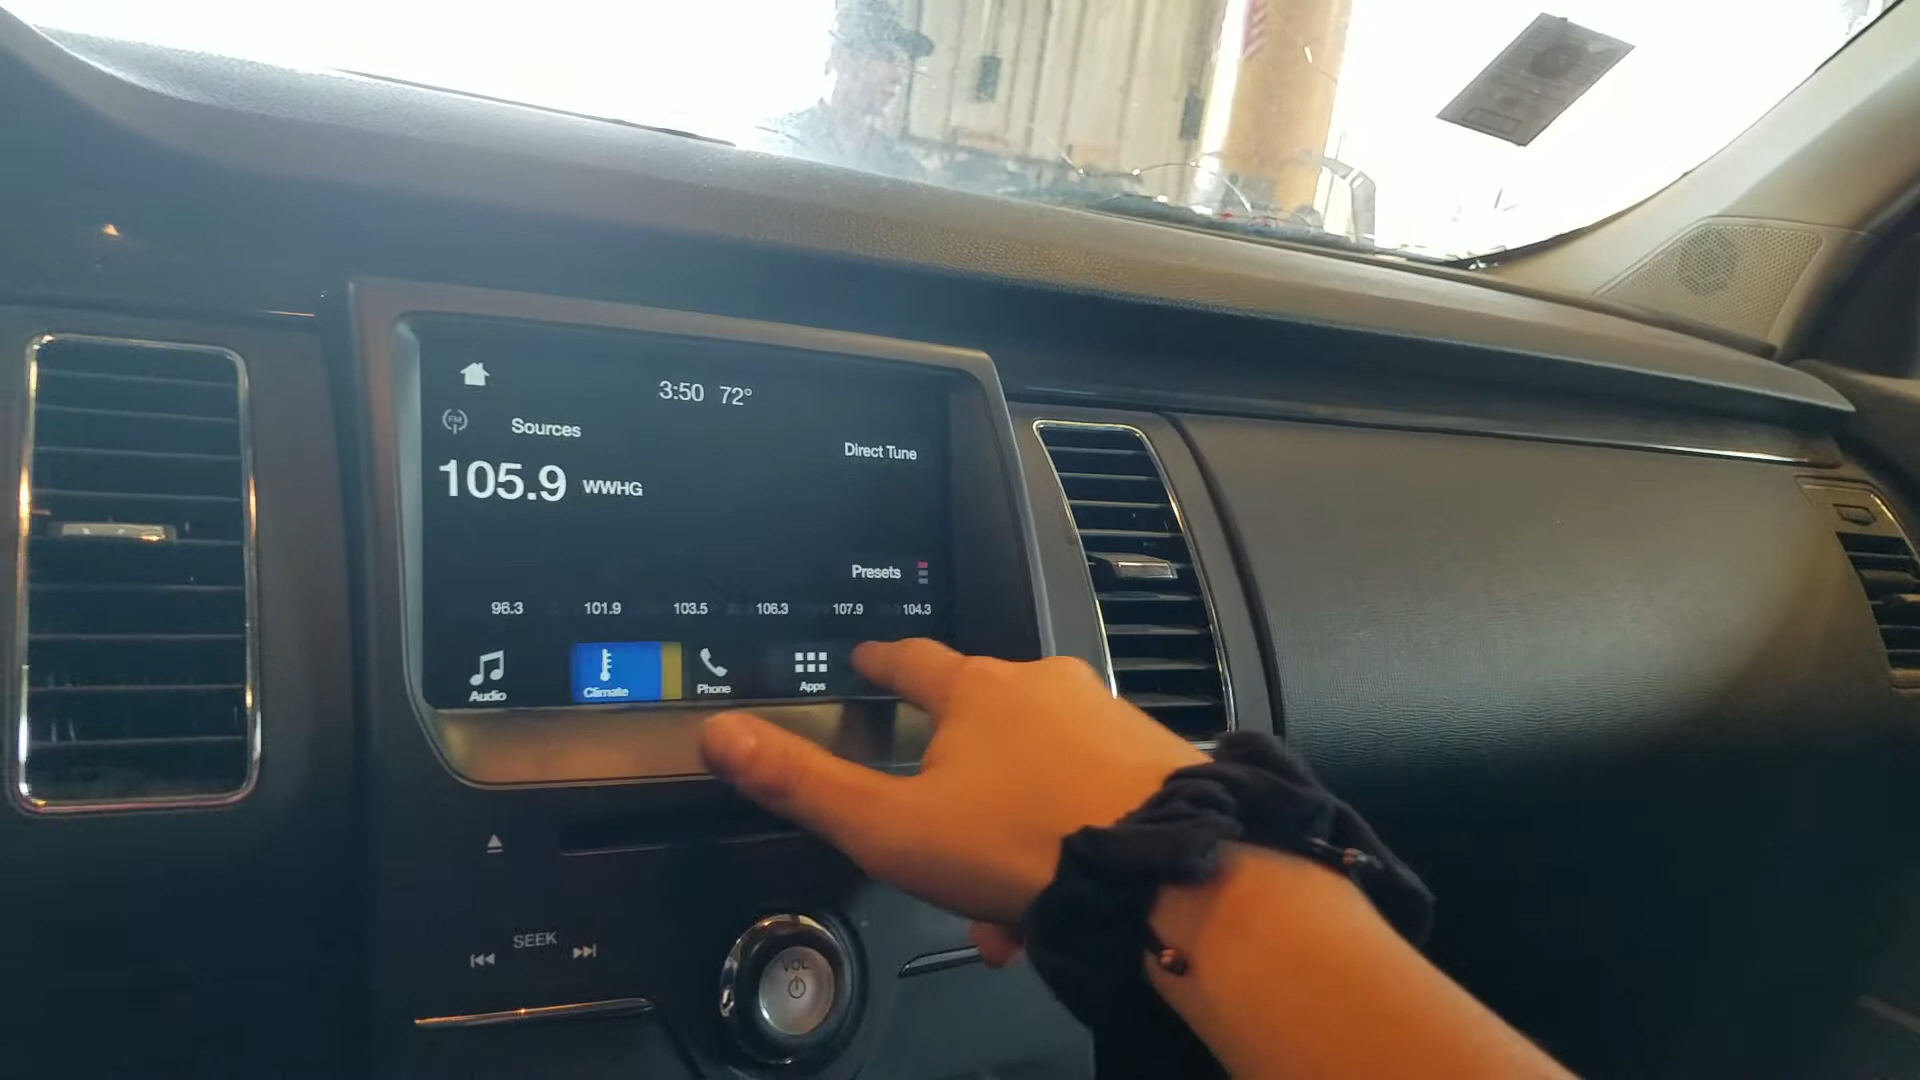 3:50 72°
FM
Sources
Direct Tune
105.9 WWHG
Presets
96.3 101.9 103.5 106.3 107.9 104.3
Audio Climate Phone Apps
SEEK
VOL